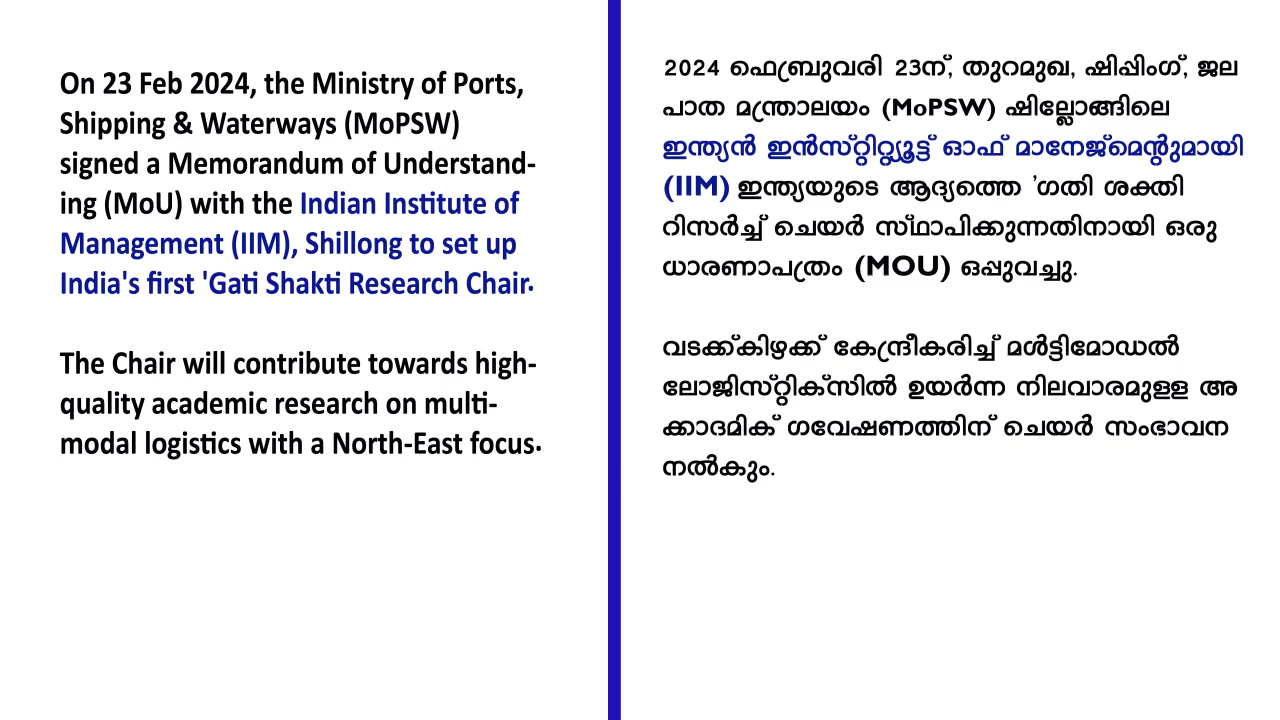 On 23 Feb 2024, the Ministry of Ports,
Shipping & Waterways (MoPSW)
signed a Memorandum of Understand-
ing (MoU) with the Indian Institute of
Management (IIM), Shillong to set up
India's first 'Gati Shakti Research Chair.
The Chair will contribute towards high-
quality academic research on multi-
modal logistics with a North-East focus.
2024 ഫെബ്രുവരി 23ന്, തുറമുഖ, ഷിപ്പിംഗ്, ജല
പാത മന്ത്രാലയം (MoPSW) ഷില്ലോങ്ങിലെ
ഇന്ത്യൻ ഇൻസ്റ്റിറ്റ്യൂട്ട് ഓഫ് മാനേജ്മെന്റുമായി
(IIM) ഇന്ത്യയുടെ ആദ്യത്തെ 'ഗതി ശക്തി
റിസർച്ച് ചെയർ സ്ഥാപിക്കുന്നതിനായി ഒരു
ധാരണാപത്രം (MOU) ഒപ്പുവച്ചു.
വടക്ക്കിഴക്ക് കേന്ദ്രീകരിച്ച് മൾട്ടിമോഡൽ
ലോജിസ്റ്റിക്സിൽ ഉയർന്ന നിലവാരമുള്ള അ
ക്കാദമിക് ഗവേഷണത്തിന് ചെയർ സംഭാവന
നൽകും.